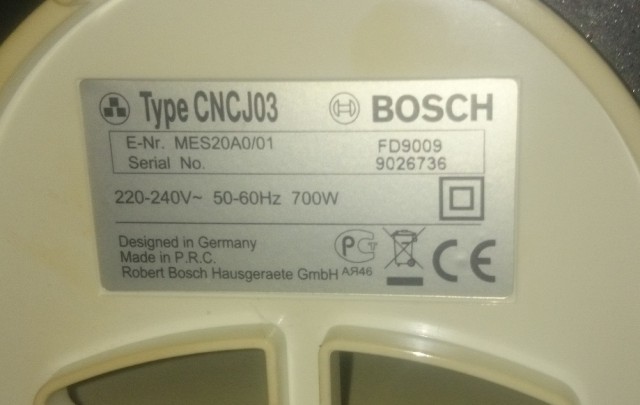 Type CNCJ03 BOSCH
E-Nr. MES20A0/01 FD9009
Serial No. 9026736
220-240V~ 50-60Hz 700W
Designed in Germany
Made in P.R.C.
Robert Bosch Hausgeraete GmbH
АЯ46
CE